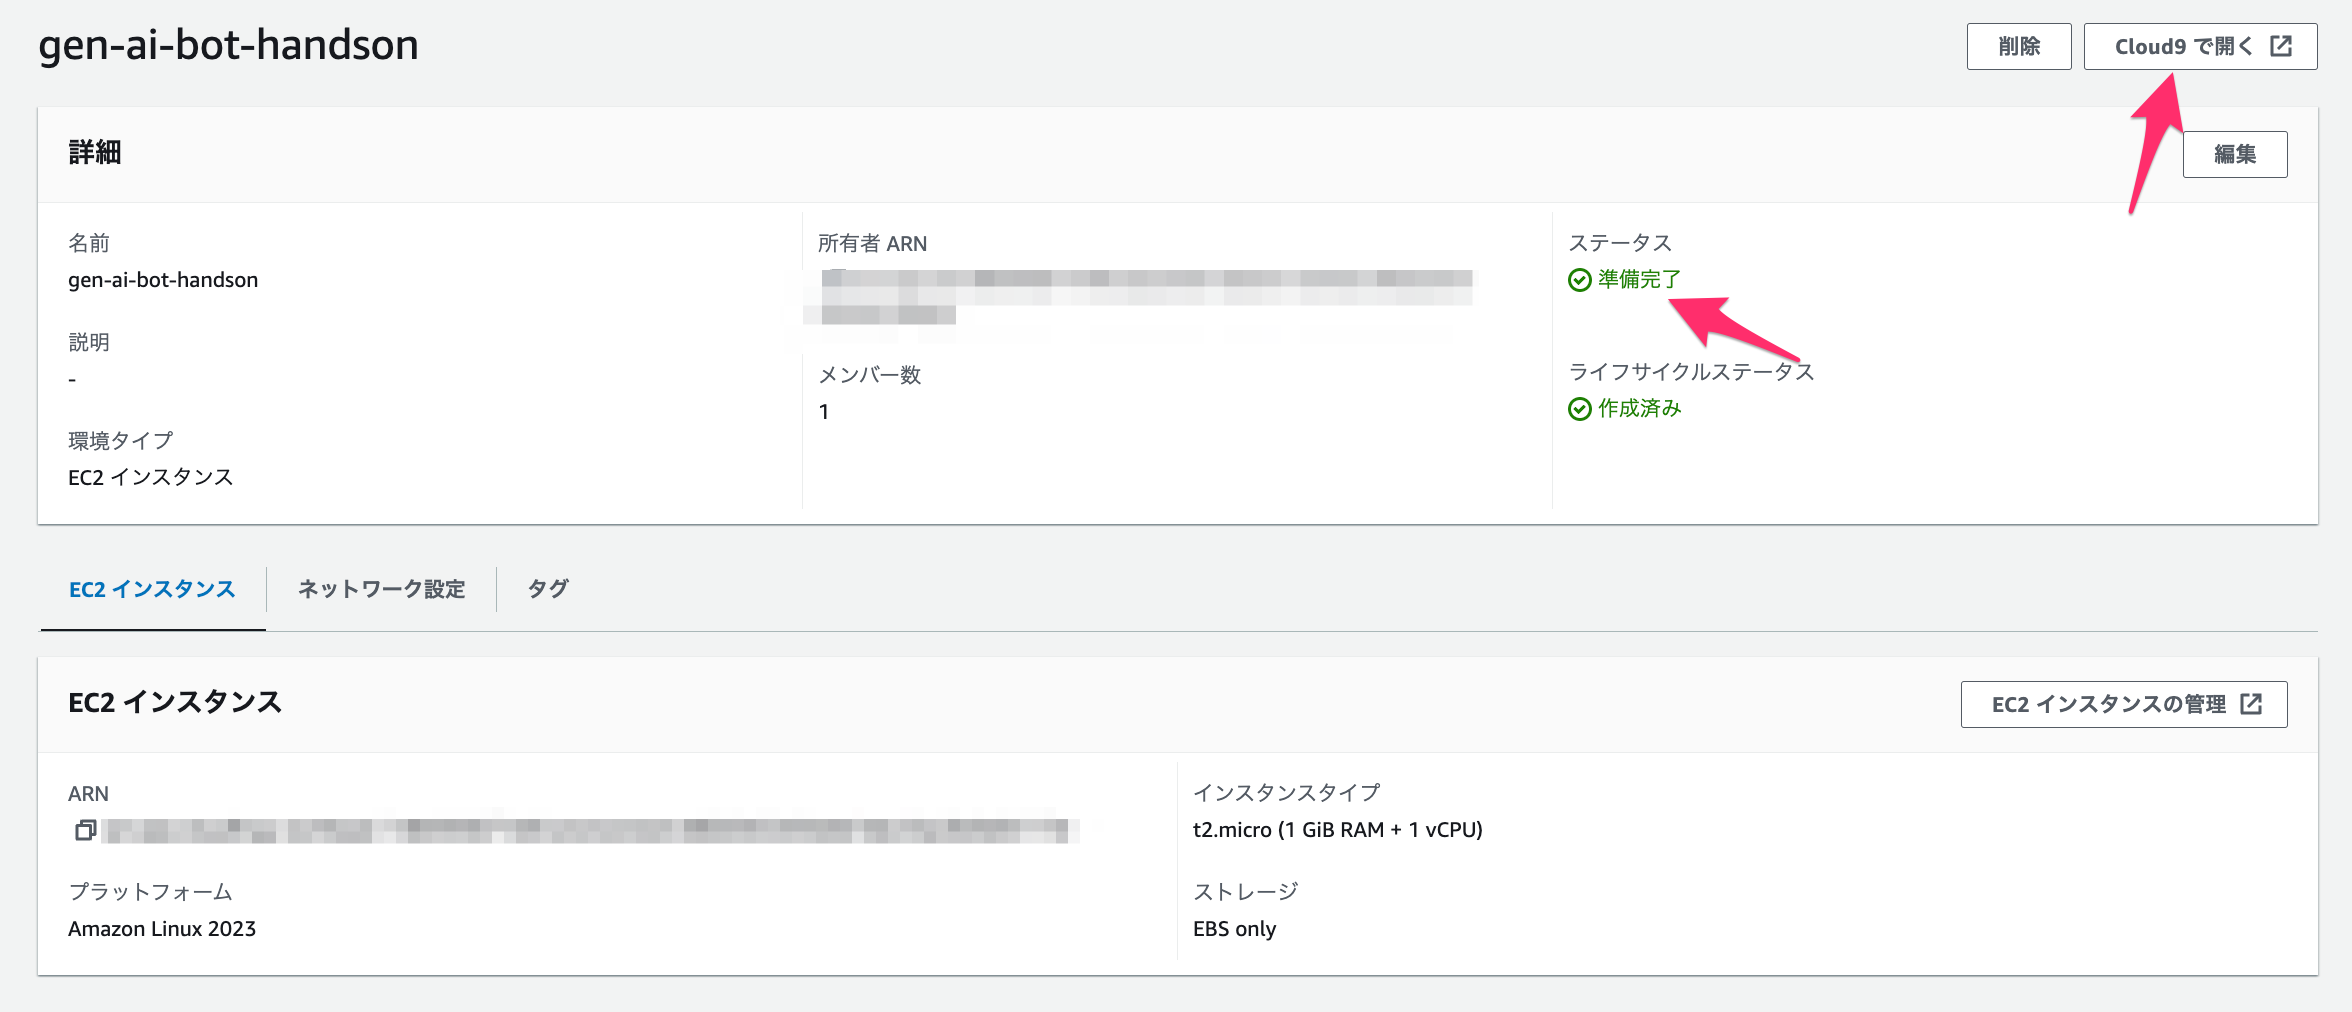 gen-ai-bot-handson
削除
Cloud9 で開く
詳細
編集
名前
gen-ai-bot-handson
説明
-
環境タイプ
EC2 インスタンス
所有者 ARN
メンバー数
1
ステータス
準備完了
ライフサイクルステータス
作成済み
EC2 インスタンス
ネットワーク設定
タグ
EC2 インスタンス
EC2 インスタンスの管理
ARN
プラットフォーム
Amazon Linux 2023
インスタンスタイプ
t2.micro (1 GiB RAM + 1 vCPU)
ストレージ
EBS only